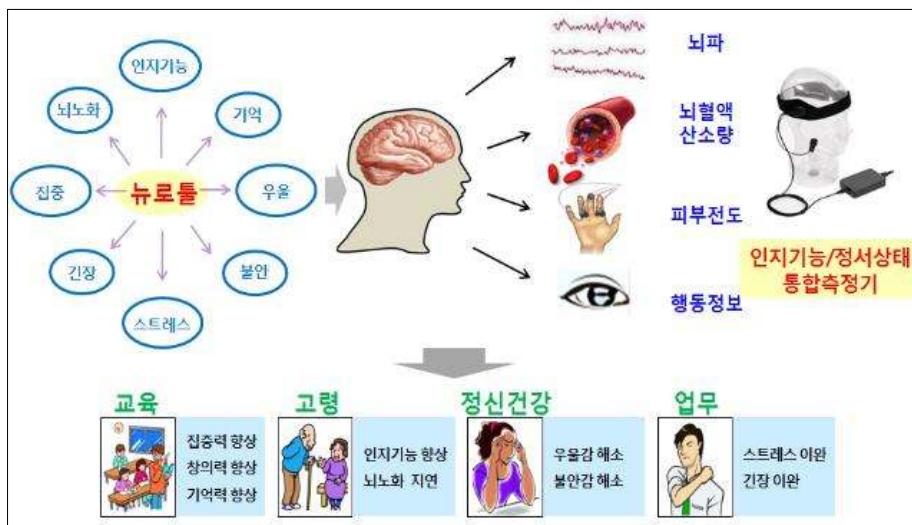 인지기능
뇌노화
기억
집중
뉴로툴
우울
긴장
불안
스트레스
뇌파
뇌혈액
산소량
피부전도
행동정보
인지기능/정서상태
통합측정기
교육
집중력 향상
창의력 향상
기억력 향상
고령
인지기능 향상
뇌노화 지연
정신건강
우울감 해소
불안감 해소
업무
스트레스 이완
긴장 이완